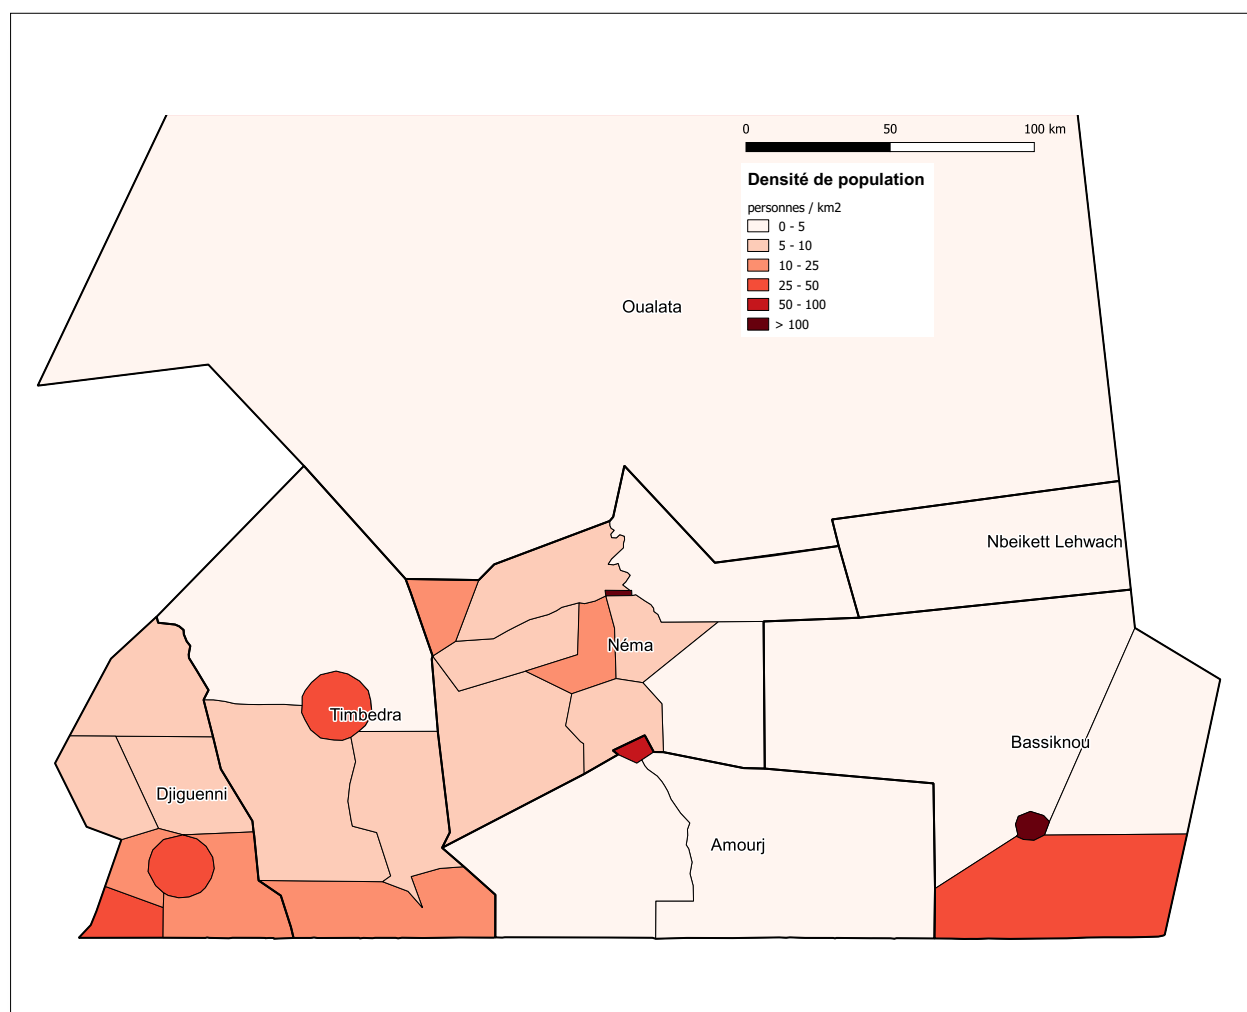 0 50 100 km
Densité de population
personnes / km2
0 - 5
5 - 10
10 - 25
25 - 50
50 - 100
> 100
Oualata
Nbeikett Lehwach
Néma
Timbedra
Bassiknou
Djiguenni
Amourj